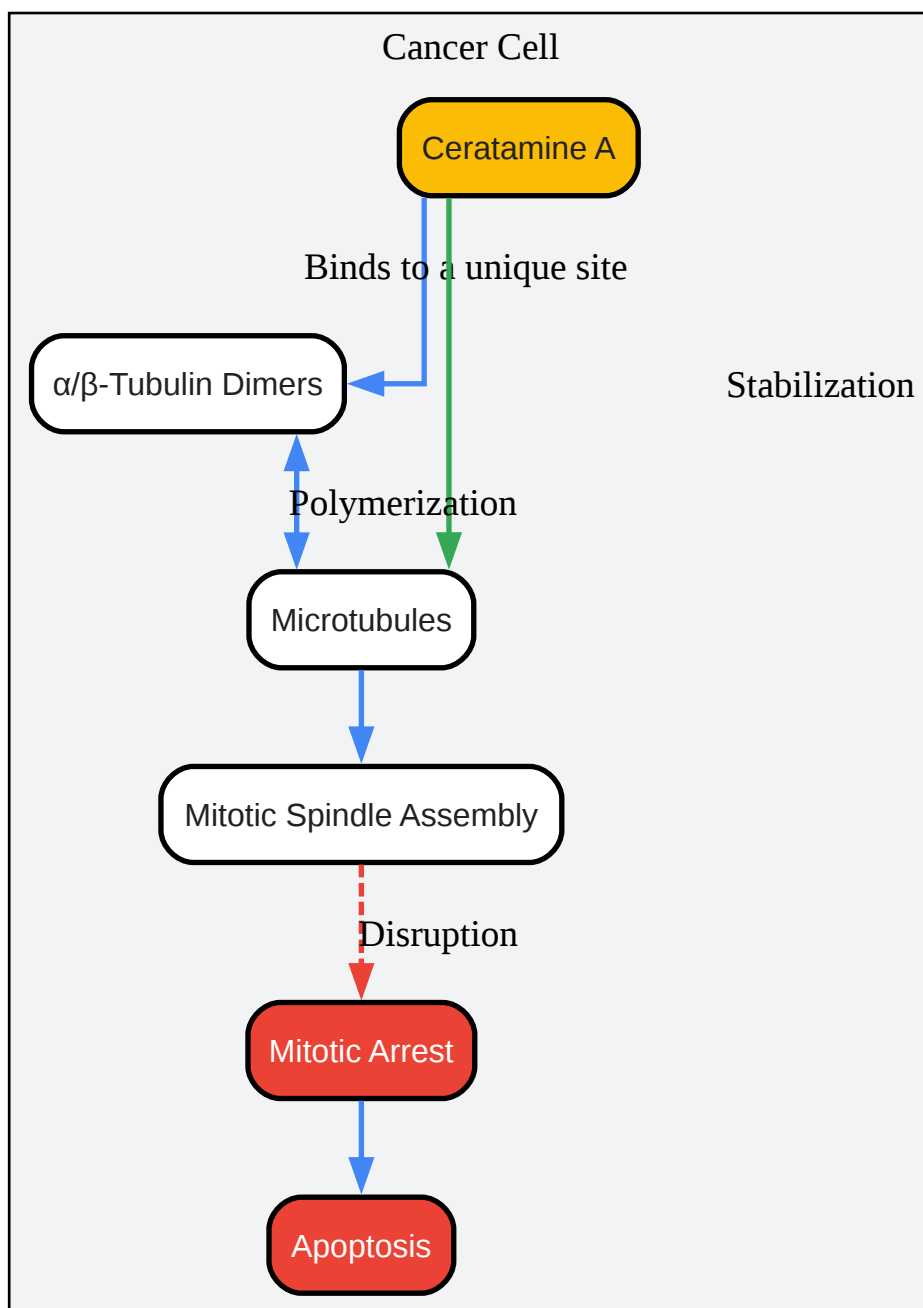 Cancer Cell
Ceratamine A
Binds to a unique site
α/β-Tubulin Dimers
Stabilization
Polymerization
Microtubules
Mitotic Spindle Assembly
Disruption
Mitotic Arrest
Apoptosis